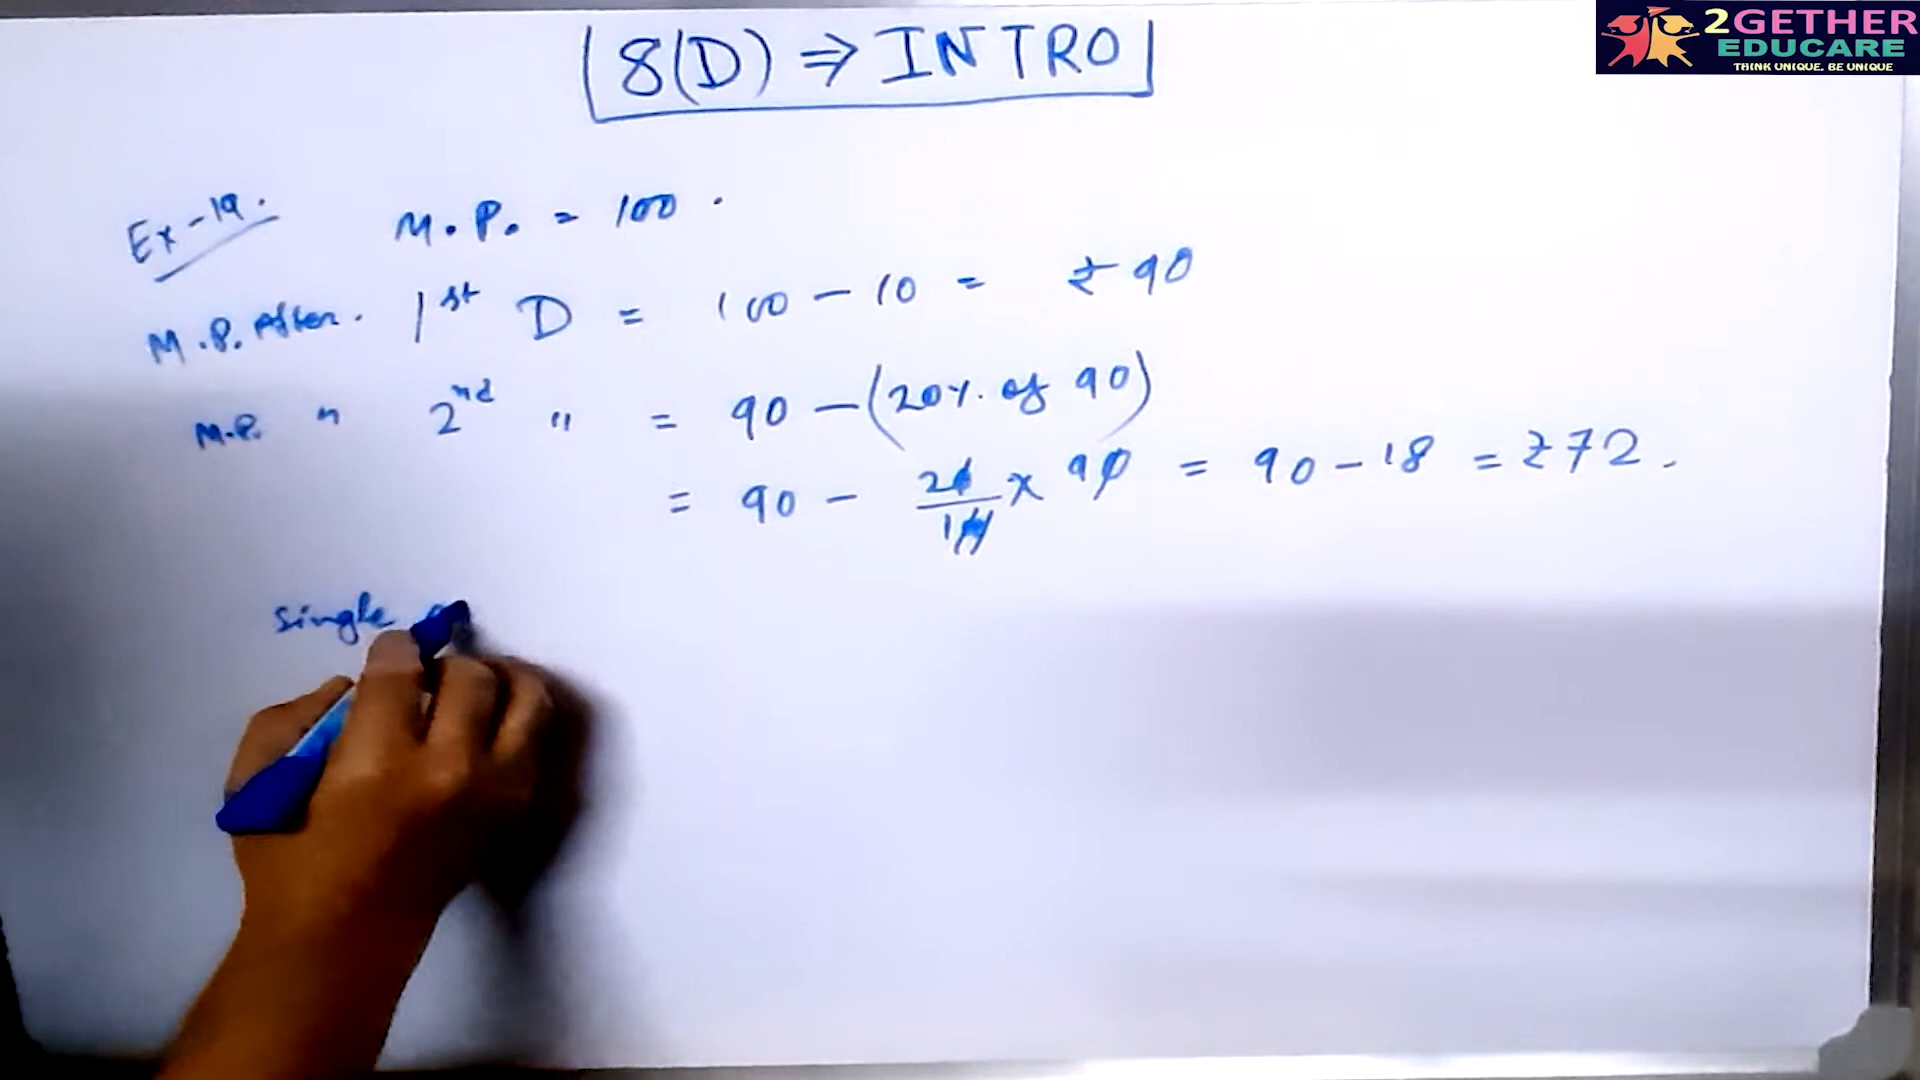 8(D) ⇒ INTRO
2GETHER
EDUCARE
THINK UNIQUE. BE UNIQUE
Ex-19.
M.P. = 100.
M.P. After. 1st D = 100 - 10 = ₹ 90
M.P. " 2nd " = 90 - (20%. of 90)
= 90 - 20/100 x 90 = 90 - 18 = ₹72.
Single